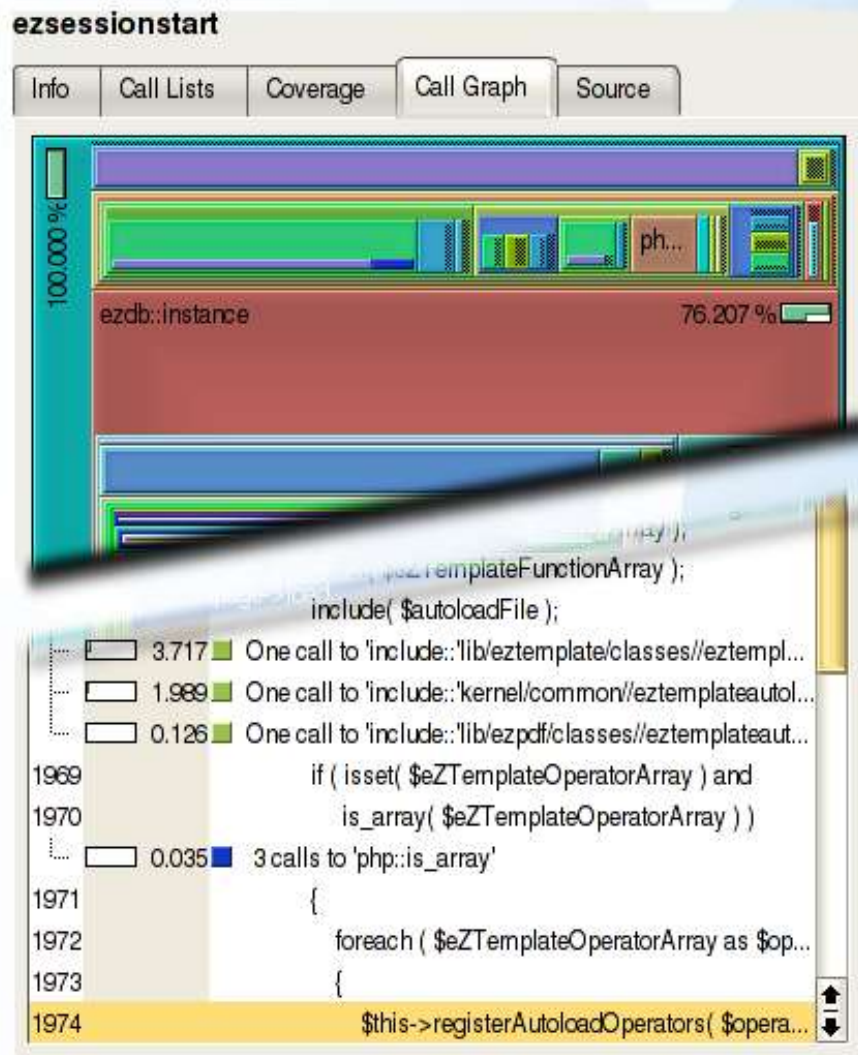 ezsessionstart
Info Call Lists Coverage Call Graph Source
100.000 %
ph...
ezdb::instance 76.207 %
$eZTemplateFunctionArray );
include( $autoloadFile );
3.717 One call to 'include::'lib/eztemplate/classes//eztempl...
1.989 One call to 'include::'kernel/common//eztemplateautol...
0.126 One call to 'include::'lib/ezpdf/classes//eztemplateaut...
1969 if ( isset( $eZTemplateOperatorArray ) and
1970 is_array( $eZTemplateOperatorArray ) )
0.035 3 calls to 'php::is_array'
1971 {
1972 foreach ( $eZTemplateOperatorArray as $op...
1973 {
1974 $this->registerAutoloadOperators( $opera...